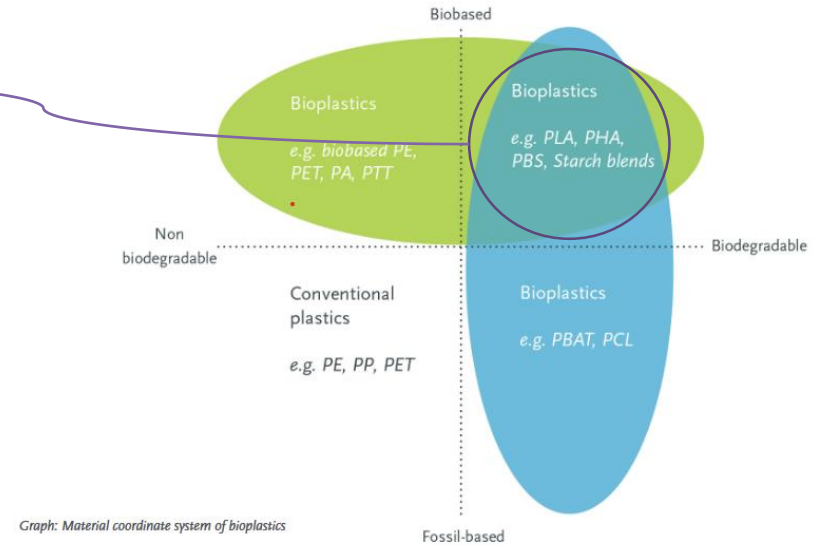 Biobased
Bioplastics
e.g. biobased PE,
PET, PA, PTT
Bioplastics
e.g. PLA, PHA,
PBS, Starch blends
Non
biodegradable
Biodegradable
Conventional
plastics
e.g. PE, PP, PET
Bioplastics
e.g. PBAT, PCL
Graph: Material coordinate system of bioplastics
Fossil-based